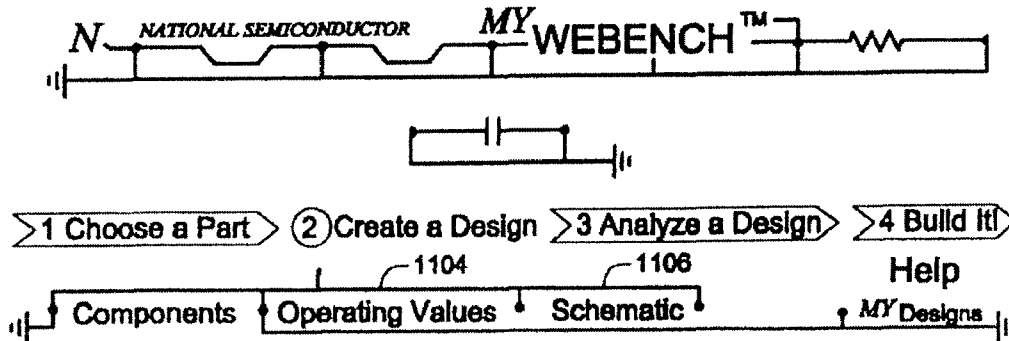 N NATIONAL SEMICONDUCTOR MY WEBENCH™
1 Choose a Part 2 Create a Design 3 Analyze a Design 4 Build It!
1104 1106 Help
Components Operating Values Schematic MY Designs